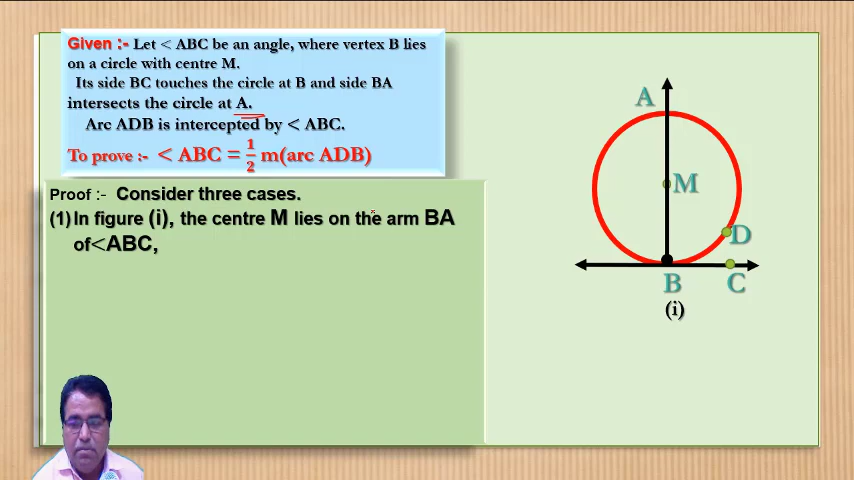 Given :- Let < ABC be an angle, where vertex B lies
on a circle with centre M.
Its side BC touches the circle at B and side BA
intersects the circle at A.
Arc ADB is intercepted by < ABC.
To prove :- < ABC = 1/2 m(arc ADB)
Proof :- Consider three cases.
(1) In figure (i), the centre M lies on the arm BA
of<ABC,
A
M
D
B
C
(i)